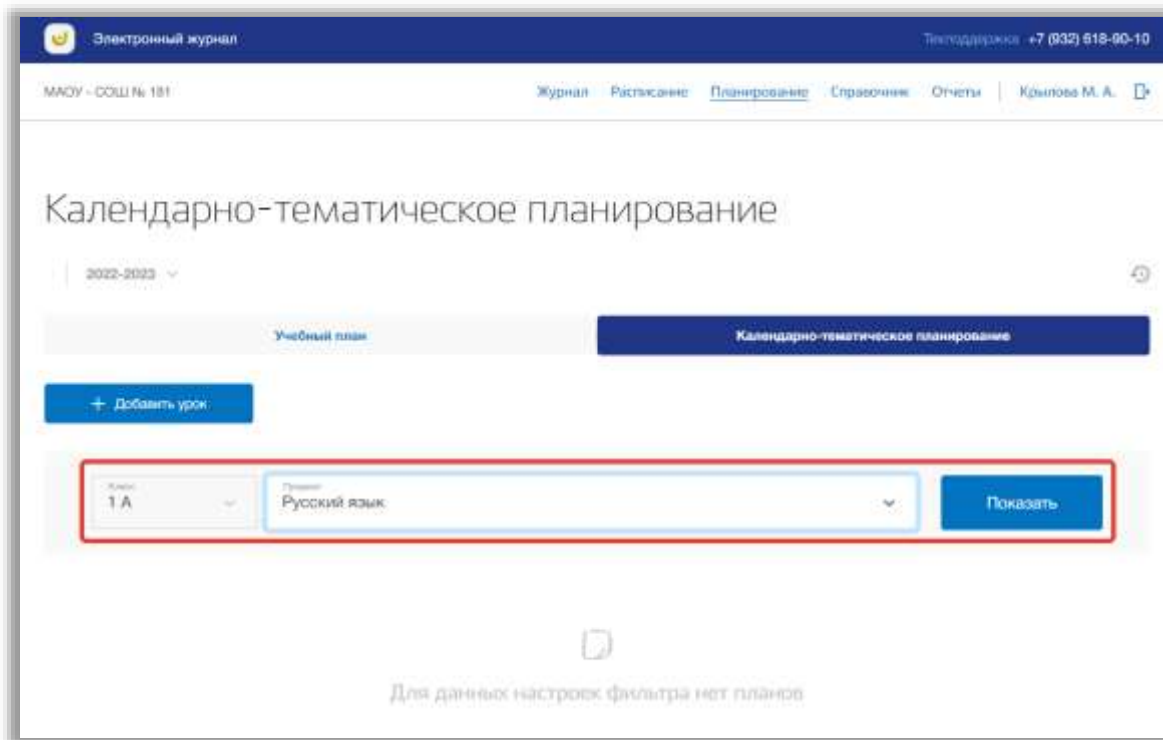 Электронный журнал
Техподдержка +7 (932) 618-90-10
МАОУ - СОШ № 181
Журнал Расписание Планирование Справочник Отчеты Крылова М. А.
Календарно-тематическое планирование
2022-2023
Учебный план
Календарно-тематическое планирование
+ Добавить урок
Класс
1 А
Предмет
Русский язык
Показать
Для данных настроек фильтра нет планов